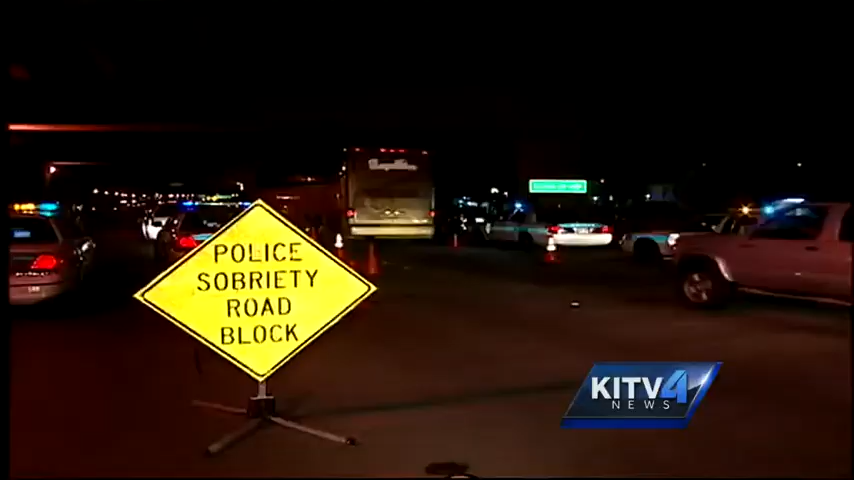 POLICE
SOBRIETY
ROAD
BLOCK
KITV4
NEWS